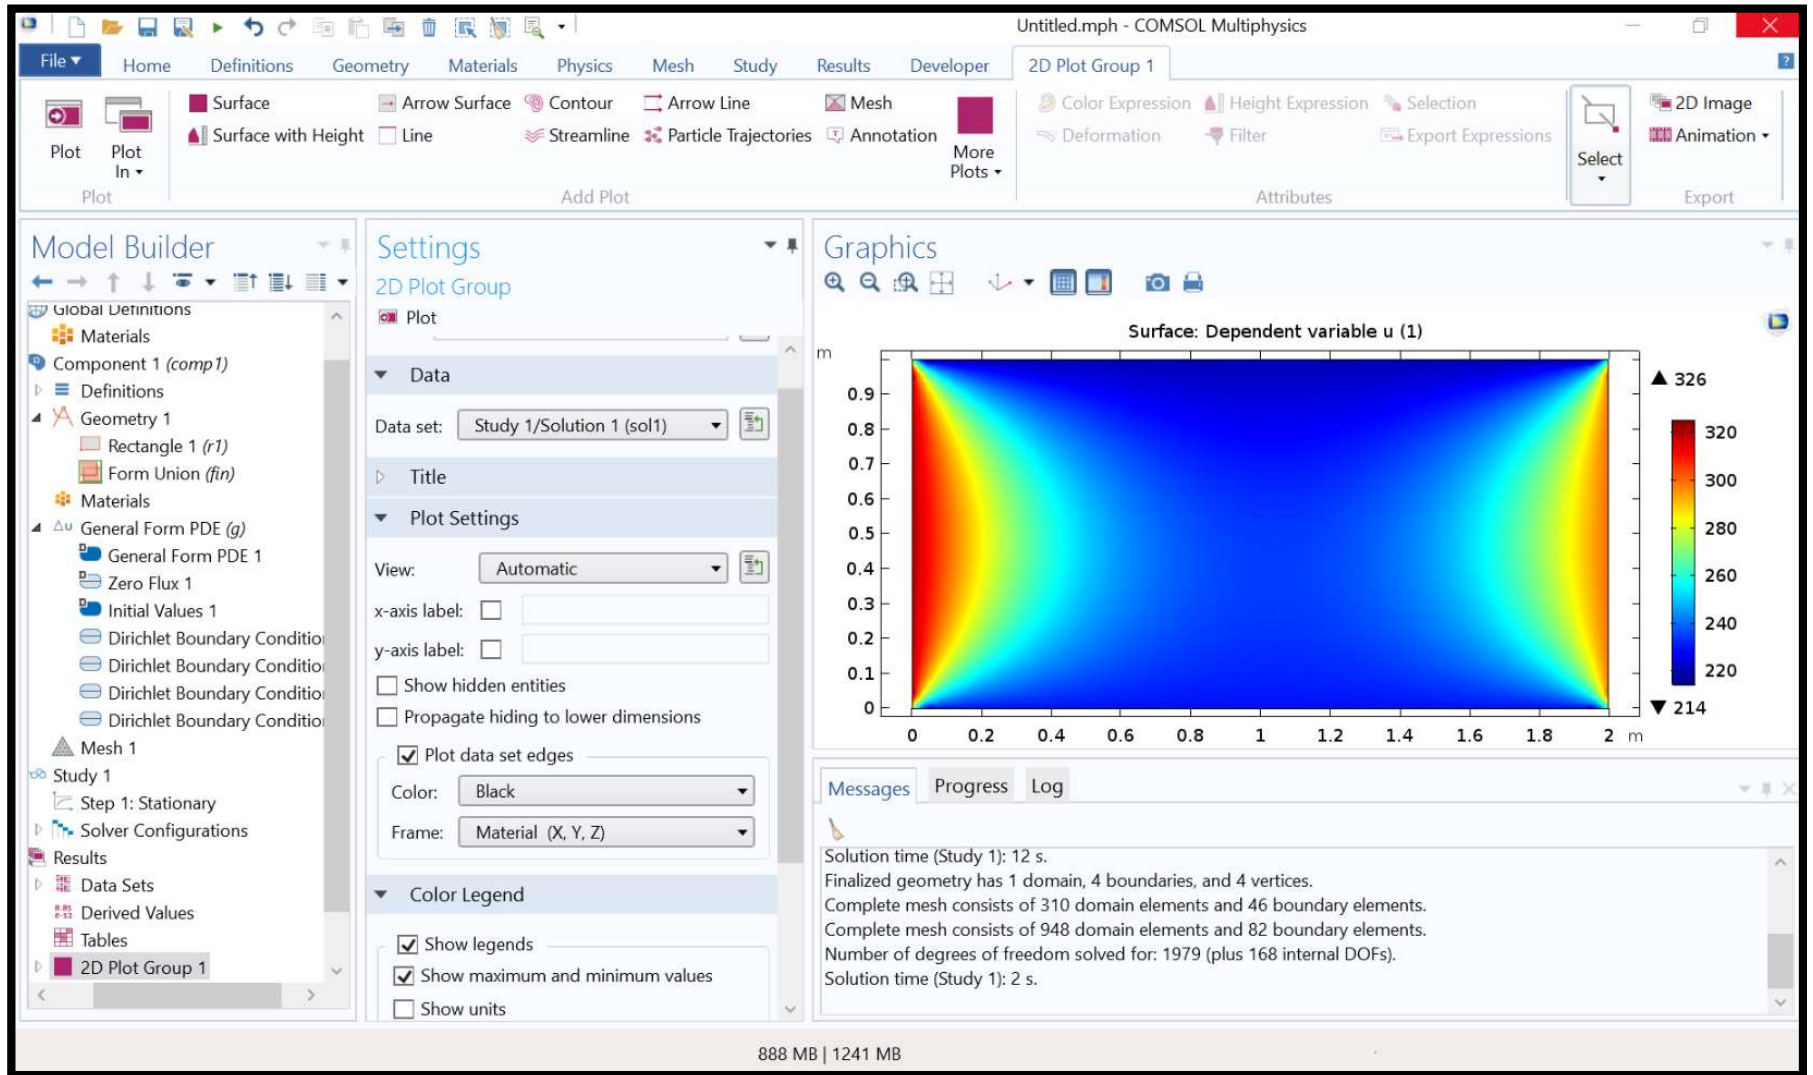 Untitled.mph - COMSOL Multiphysics
File Home Definitions Geometry Materials Physics Mesh Study Results Developer 2D Plot Group 1
Surface Arrow Surface Contour Arrow Line Mesh Color Expression Height Expression Selection 2D Image
Surface with Height Line Streamline Particle Trajectories Annotation Deformation Filter Export Expressions Animation
Plot Plot In More Plots Select
Plot Add Plot Attributes Export
Model Builder
Global Definitions
Materials
Component 1 (comp1)
Definitions
Geometry 1
Rectangle 1 (r1)
Form Union (fin)
Materials
Δu General Form PDE (g)
General Form PDE 1
Zero Flux 1
Initial Values 1
Dirichlet Boundary Conditio
Dirichlet Boundary Conditio
Dirichlet Boundary Conditio
Dirichlet Boundary Conditio
Mesh 1
Study 1
Step 1: Stationary
Solver Configurations
Results
Data Sets
Derived Values
Tables
2D Plot Group 1
Settings
2D Plot Group
Plot
Data
Data set: Study 1/Solution 1 (sol1)
Title
Plot Settings
View: Automatic
x-axis label:
y-axis label:
Show hidden entities
Propagate hiding to lower dimensions
Plot data set edges
Color: Black
Frame: Material (X, Y, Z)
Color Legend
Show legends
Show maximum and minimum values
Show units
Graphics
Surface: Dependent variable u (1)
m
0.9
0.8
0.7
0.6
0.5
0.4
0.3
0.2
0.1
0
0 0.2 0.4 0.6 0.8 1 1.2 1.4 1.6 1.8 2 m
▲ 326
320
300
280
260
240
220
▼ 214
Messages Progress Log
Solution time (Study 1): 12 s.
Finalized geometry has 1 domain, 4 boundaries, and 4 vertices.
Complete mesh consists of 310 domain elements and 46 boundary elements.
Complete mesh consists of 948 domain elements and 82 boundary elements.
Number of degrees of freedom solved for: 1979 (plus 168 internal DOFs).
Solution time (Study 1): 2 s.
888 MB | 1241 MB